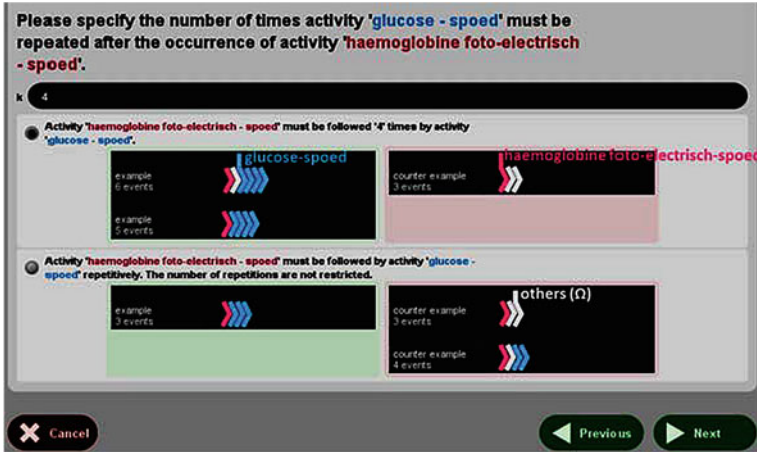 Please specify the number of times activity 'glucose - spoed' must be
repeated after the occurrence of activity 'haemoglobine foto-electrisch
- spoed'.
k 4
Activity 'haemoglobine foto-electrisch - spoed' must be followed '4' times by activity
'glucose - spoed'.
glucose-spoed
example
6 events
example
5 events
haemoglobine foto-electrisch-spoed
counter example
3 events
Activity 'haemoglobine foto-electrisch - spoed' must be followed by activity 'glucose -
spoed' repetitively. The number of repetitions are not restricted.
example
3 events
others (Ω)
counter example
3 events
counter example
4 events
Cancel
Previous
Next